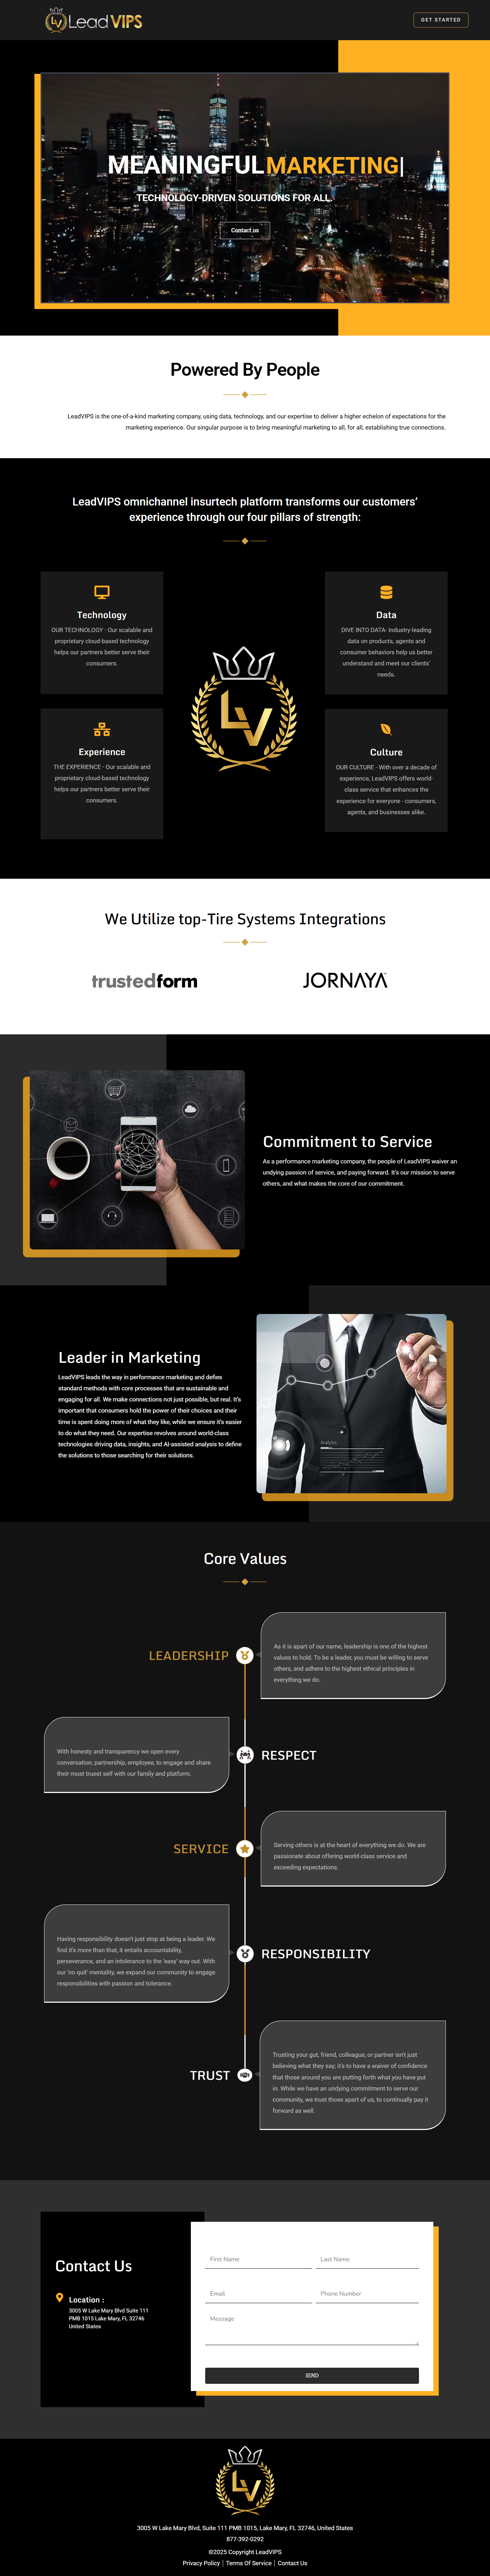 LV Lead VIPS
GET STARTED
MEANINGFUL MARKETING|
TECHNOLOGY-DRIVEN SOLUTIONS FOR ALL.
Contact us
Powered By People
LeadVIPS is the one-of-a-kind marketing company, using data, technology, and our expertise to deliver a higher echelon of expectations for the
marketing experience. Our singular purpose is to bring meaningful marketing to all, for all, establishing true connections.
LeadVIPS omnichannel insurtech platform transforms our customers'
experience through our four pillars of strength:
Technology
OUR TECHNOLOGY - Our scalable and
proprietary cloud-based technology
helps our partners better serve their
consumers.
Experience
THE EXPERIENCE - Our scalable and
proprietary cloud-based technology
helps our partners better serve their
consumers.
LV
Data
DIVE INTO DATA- Industry-leading
data on products, agents and
consumer behaviors help us better
understand and meet our clients'
needs.
Culture
OUR CULTURE - With over a decade of
experience, LeadVIPS offers world-
class service that enhances the
experience for everyone - consumers,
agents, and businesses alike.
We Utilize top-Tire Systems Integrations
trustedform
JORNAYA
Commitment to Service
As a performance marketing company, the people of LeadVIPS waiver an
undying passion of service, and paying forward. It's our mission to serve
others, and what makes the core of our commitment.
Leader in Marketing
LeadVIPS leads the way in performance marketing and defies
standard methods with core processes that are sustainable and
engaging for all. We make connections not just possible, but real. It's
important that consumers hold the power of their choices and their
time is spent doing more of what they like, while we ensure it's easier
to do what they need. Our expertise revolves around world-class
technologies driving data, insights, and AI-assisted analysis to define
the solutions to those searching for their solutions.
Analytics
Core Values
LEADERSHIP
As it is apart of our name, leadership is one of the highest
values to hold. To be a leader, you must be willing to serve
others, and adhere to the highest ethical principles in
everything we do.
With honesty and transparency we open every
conversation, partnership, employee, to engage and share
their most truest self with our family and platform.
RESPECT
SERVICE
Serving others is at the heart of everything we do. We are
passionate about offering world-class service and
exceeding expectations.
Having responsibility doesn't just stop at being a leader. We
find it's more than that, it entails accountability,
perseverance, and an intolerance to the 'easy' way out. With
our 'no quit' mentality, we expand our community to engage
responsibilities with passion and tolerance.
RESPONSIBILITY
TRUST
Trusting your gut, friend, colleague, or partner isn't just
believing what they say; it's to have a waiver of confidence
that those around you are putting forth what you have put
in. While we have an undying commitment to serve our
community, we trust those apart of us, to continually pay it
forward as well.
Contact Us
Location :
3005 W Lake Mary Blvd Suite 111
PMB 1015 Lake Mary, FL 32746
United States
First Name
Last Name
Email
Phone Number
Message
SEND
LV
3005 W Lake Mary Blvd, Suite 111 PMB 1015, Lake Mary, FL 32746, United States
877-392-0292
©2025 Copyright LeadVIPS
Privacy Policy | Terms Of Service | Contact Us